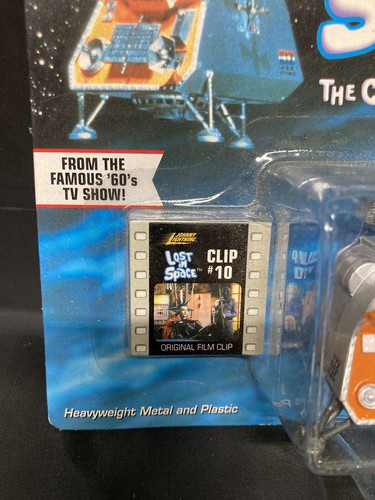 THE C
FROM THE
FAMOUS '60's
TV SHOW!
JOHNNY
LIGHTNING
LOST
IN
SPACE™
CLIP
#10
ORIGINAL FILM CLIP
Heavyweight Metal and Plastic